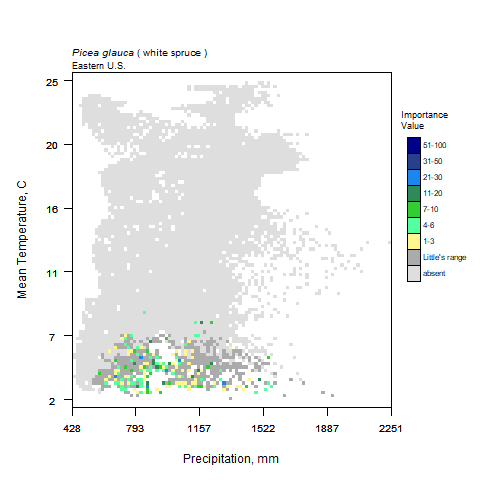 Picea glauca ( white spruce )
Eastern U.S.
25
20
16
11
7
2
Mean Temperature, C
428 793 1157 1522 1887 2251
Precipitation, mm
Importance
Value
51-100
31-50
21-30
11-20
7-10
4-6
1-3
Little's range
absent